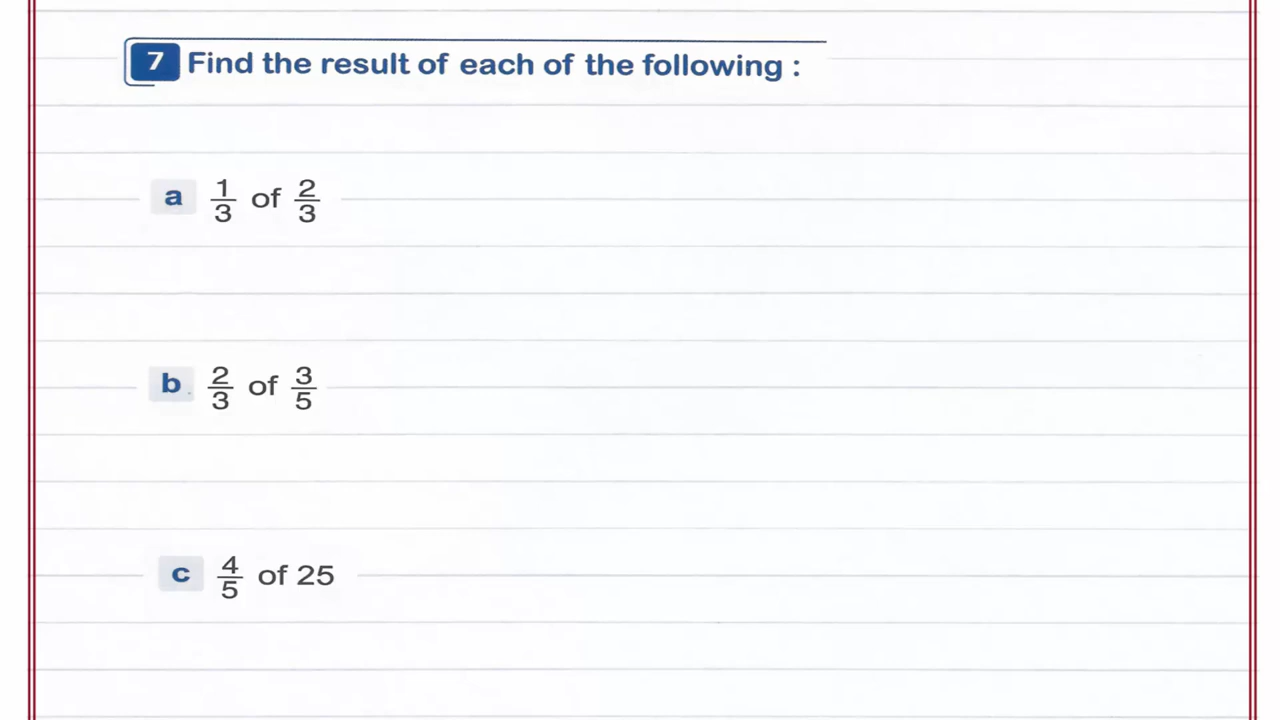 7 Find the result of each of the following :
a 1/3 of 2/3
b. 2/3 of 3/5
c 4/5 of 25